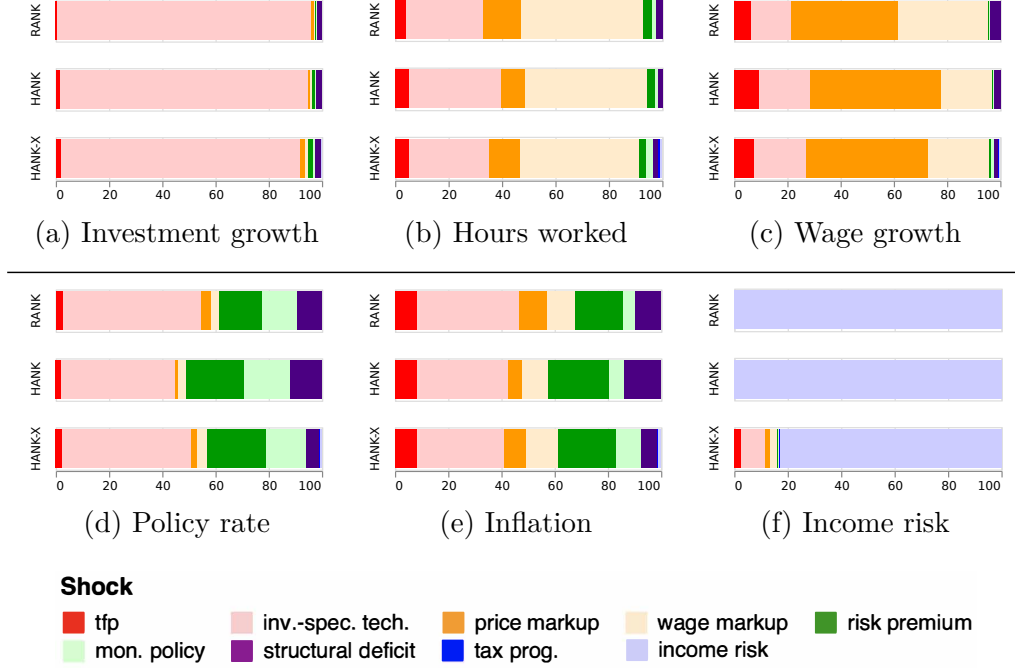 RANK RANK RANK
HANK HANK HANK
HANK-X HANK-X HANK-X
0 20 40 60 80 100 0 20 40 60 80 100 0 20 40 60 80 100
(a) Investment growth (b) Hours worked (c) Wage growth
RANK RANK RANK
HANK HANK HANK
HANK-X HANK-X HANK-X
0 20 40 60 80 100 0 20 40 60 80 100 0 20 40 60 80 100
(d) Policy rate (e) Inflation (f) Income risk
Shock
tfp inv.-spec. tech. price markup wage markup risk premium
mon. policy structural deficit tax prog. income risk